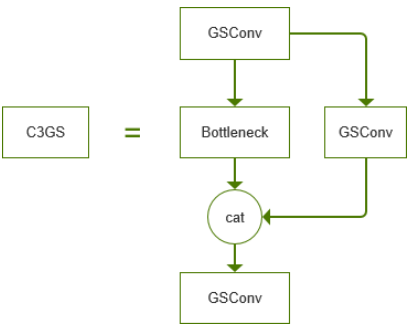 GSConv
C3GS
=
Bottleneck
GSConv
cat
GSConv